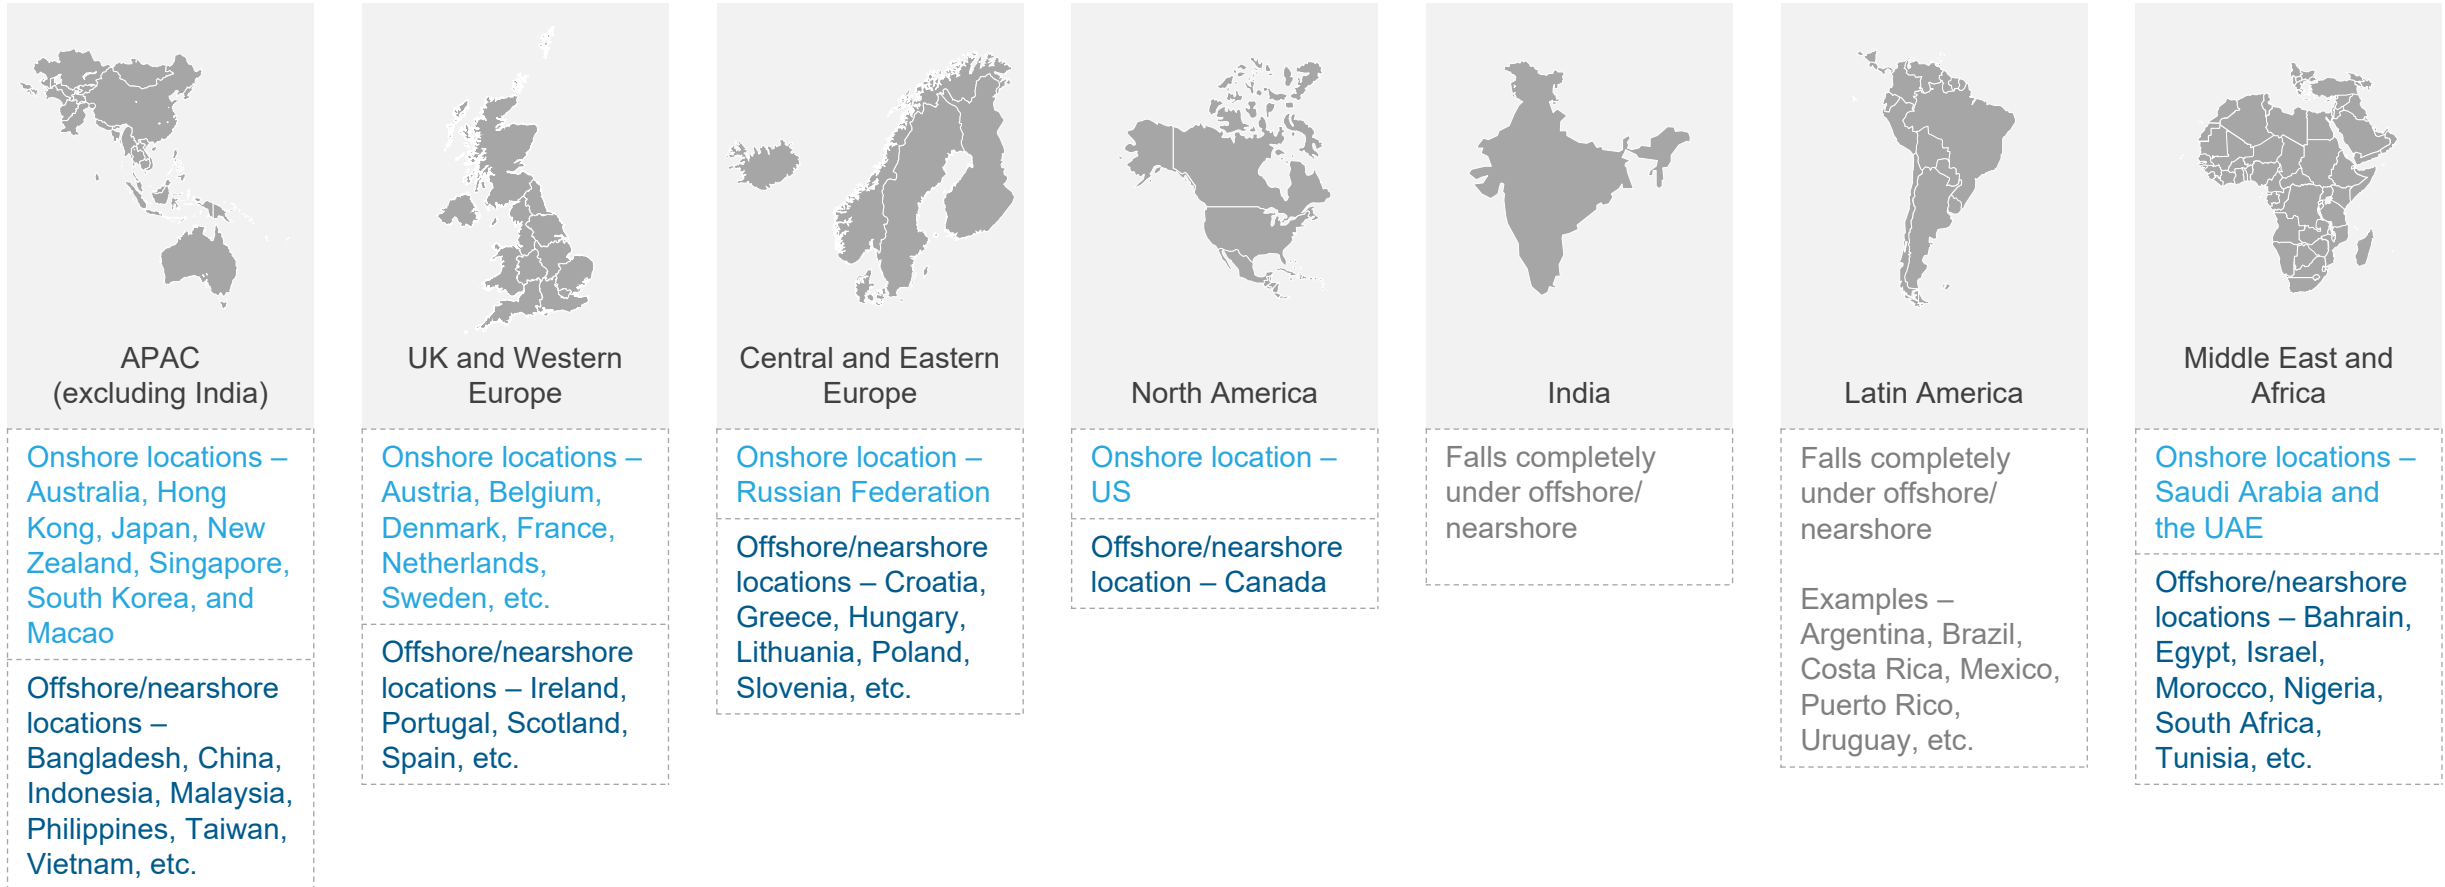 APAC
(excluding India)
Onshore locations –
Australia, Hong
Kong, Japan, New
Zealand, Singapore,
South Korea, and
Macao
Offshore/nearshore
locations –
Bangladesh, China,
Indonesia, Malaysia,
Philippines, Taiwan,
Vietnam, etc.
UK and Western
Europe
Onshore locations –
Austria, Belgium,
Denmark, France,
Netherlands,
Sweden, etc.
Offshore/nearshore
locations – Ireland,
Portugal, Scotland,
Spain, etc.
Central and Eastern
Europe
Onshore location –
Russian Federation
Offshore/nearshore
locations – Croatia,
Greece, Hungary,
Lithuania, Poland,
Slovenia, etc.
North America
Onshore location –
US
Offshore/nearshore
location – Canada
India
Falls completely
under offshore/
nearshore
Latin America
Falls completely
under offshore/
nearshore
Examples –
Argentina, Brazil,
Costa Rica, Mexico,
Puerto Rico,
Uruguay, etc.
Middle East and
Africa
Onshore locations –
Saudi Arabia and
the UAE
Offshore/nearshore
locations – Bahrain,
Egypt, Israel,
Morocco, Nigeria,
South Africa,
Tunisia, etc.